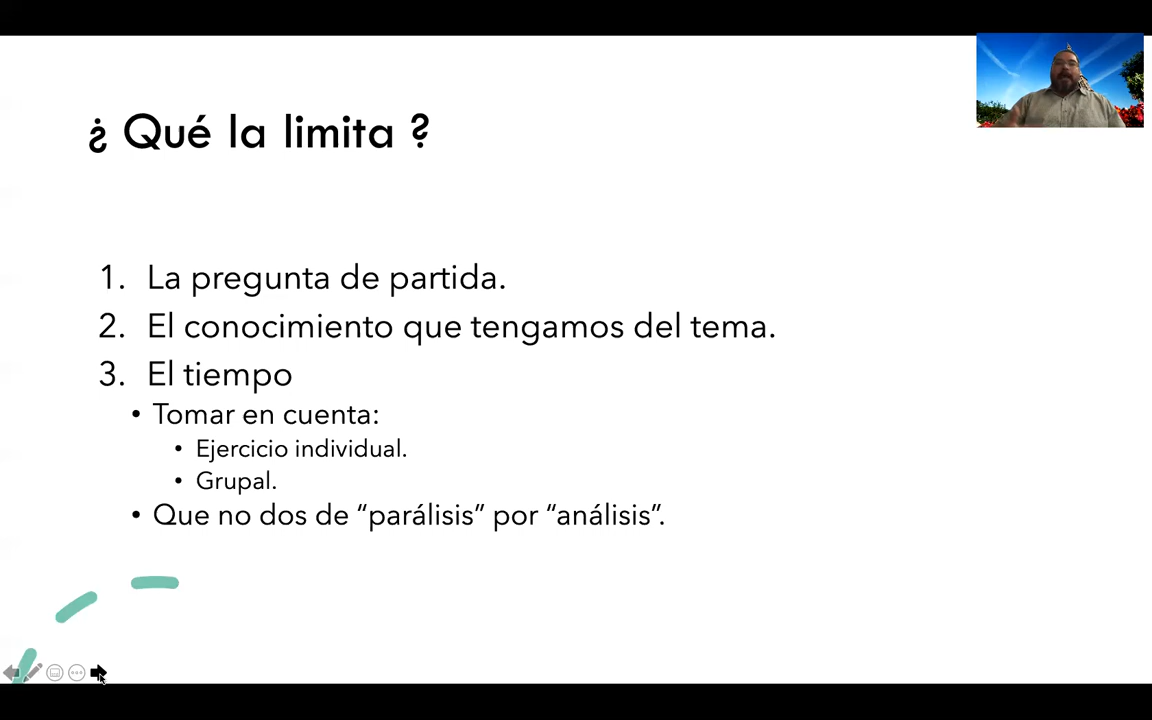 ¿ Qué la limita ?
1. La pregunta de partida.
2. El conocimiento que tengamos del tema.
3. El tiempo
• Tomar en cuenta:
• Ejercicio individual.
• Grupal.
• Que no dos de “parálisis” por “análisis”.